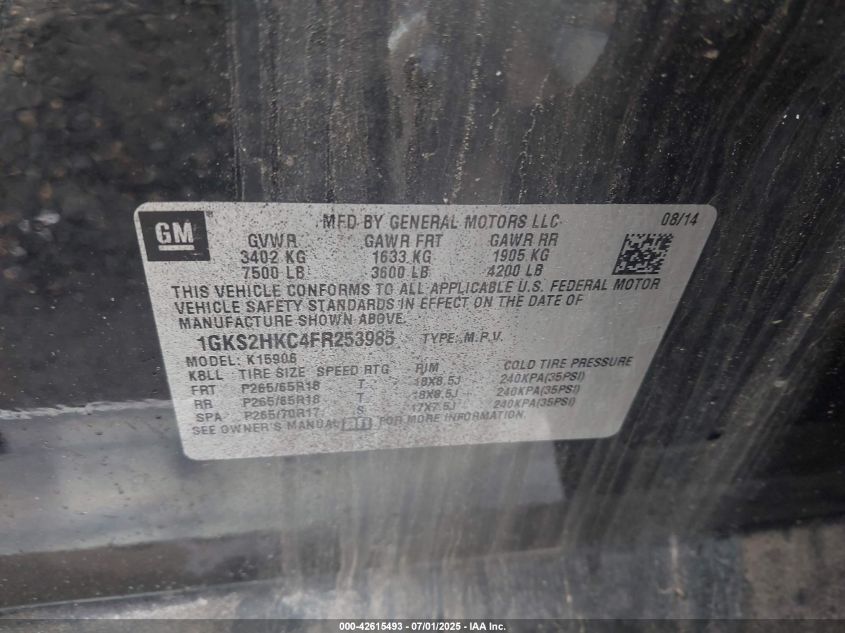 GM
MFD BY GENERAL MOTORS LLC 08/14
GVWR GAWR FRT GAWR RR
3402 KG 1633 KG 1905 KG
7500 LB 3600 LB 4200 LB
THIS VEHICLE CONFORMS TO ALL APPLICABLE U.S. FEDERAL MOTOR
VEHICLE SAFETY STANDARDS IN EFFECT ON THE DATE OF
MANUFACTURE SHOWN ABOVE.
1GKS2HKC4FR253985 TYPE: M.P.V.
MODEL: K15906
K8LL TIRE SIZE SPEED RTG RIM COLD TIRE PRESSURE
FRT P265/65R18 T 18X8.5J 240KPA(35PSI)
RR P265/65R18 T 18X8.5J 240KPA(35PSI)
SPA P265/70R17 S 17X7.5J 240KPA(35PSI)
SEE OWNER'S MANUAL FOR MORE INFORMATION.
000-42615493 - 07/01/2025 - IAA Inc.